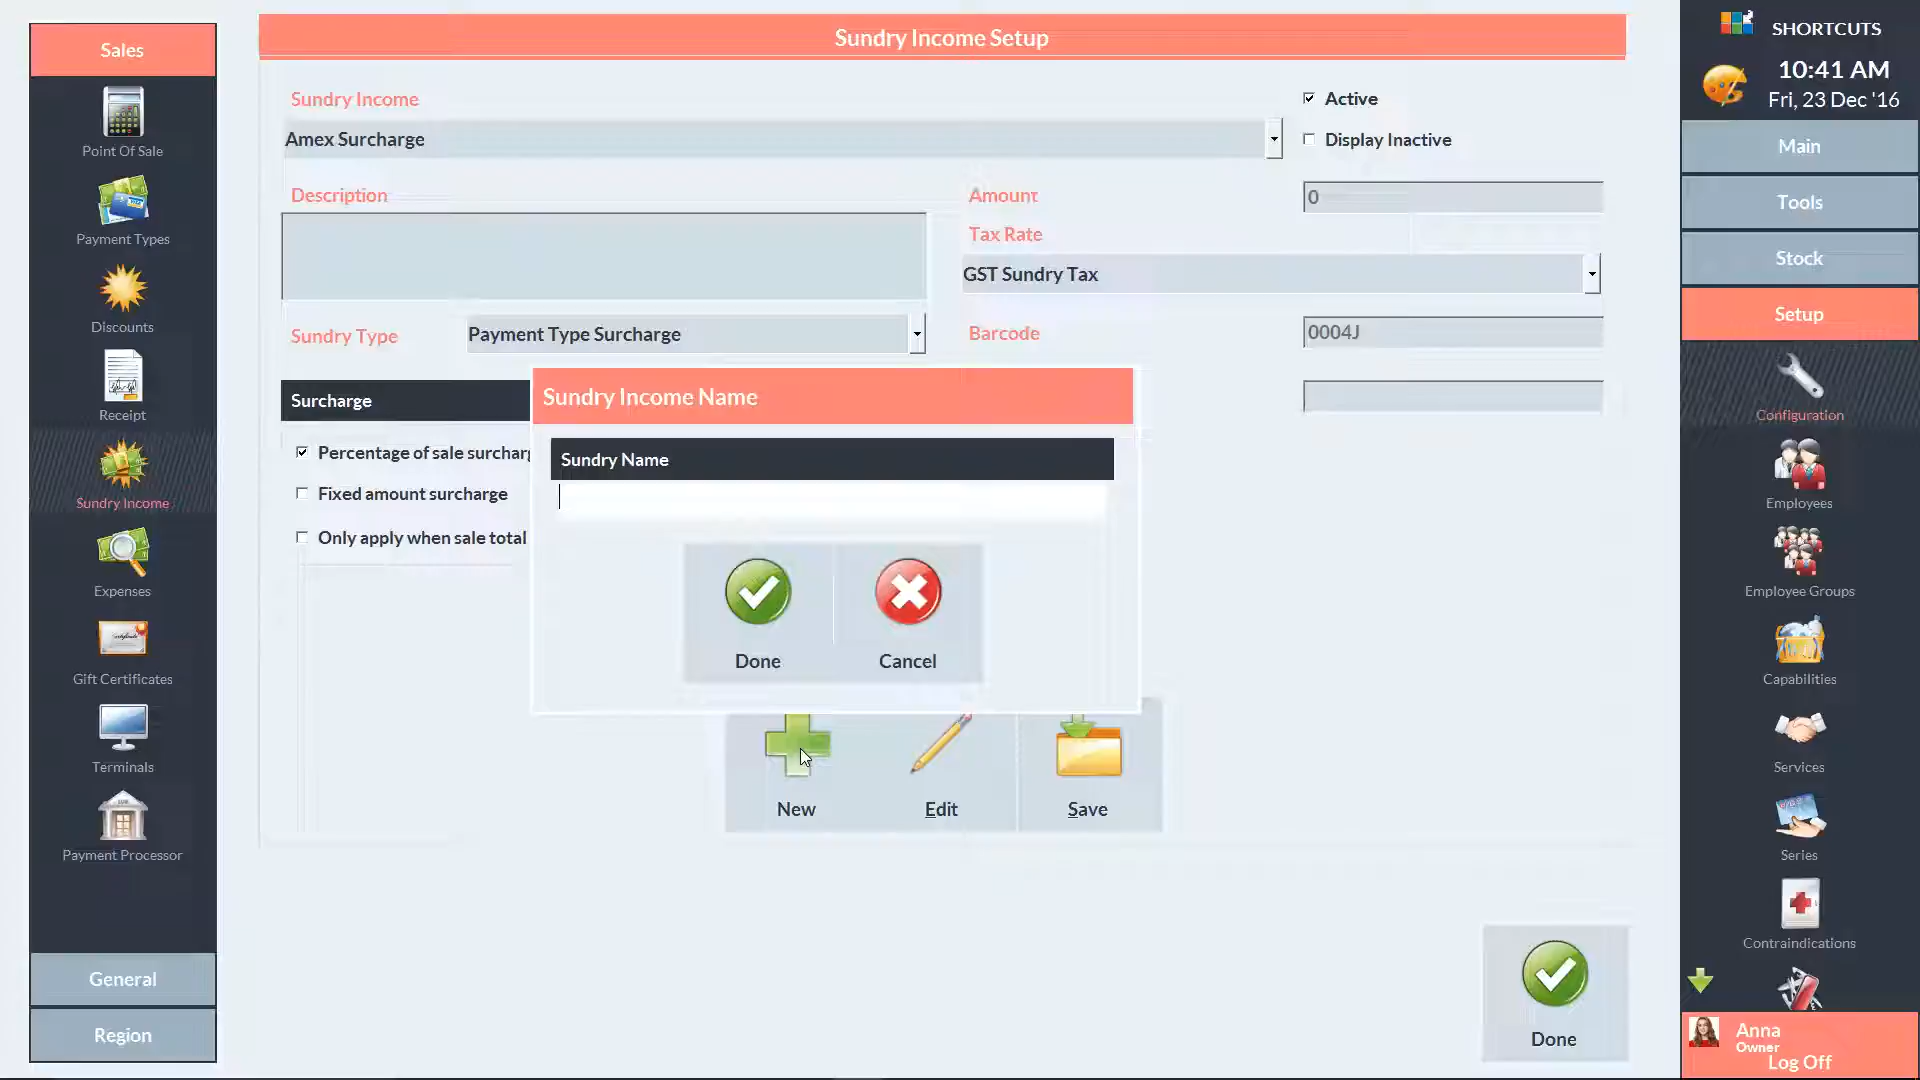 Sales
Point Of Sale
Payment Types
Discounts
Receipt
Sundry Income
Expenses
Gift Certificates
Terminals
Payment Processor
General
Region
Sundry Income Setup
Sundry Income
Amex Surcharge
Active
Display Inactive
Description
Amount
0
Tax Rate
GST Sundry Tax
Sundry Type
Payment Type Surcharge
Barcode
0004J
Surcharge
Percentage of sale surcharg
Fixed amount surcharge
Only apply when sale total
Sundry Income Name
Sundry Name
Done
Cancel
New
Edit
Save
Done
SHORTCUTS
10:41 AM
Fri, 23 Dec '16
Main
Tools
Stock
Setup
Configuration
Employees
Employee Groups
Capabilities
Services
Series
Contraindications
Anna
Owner
Log Off